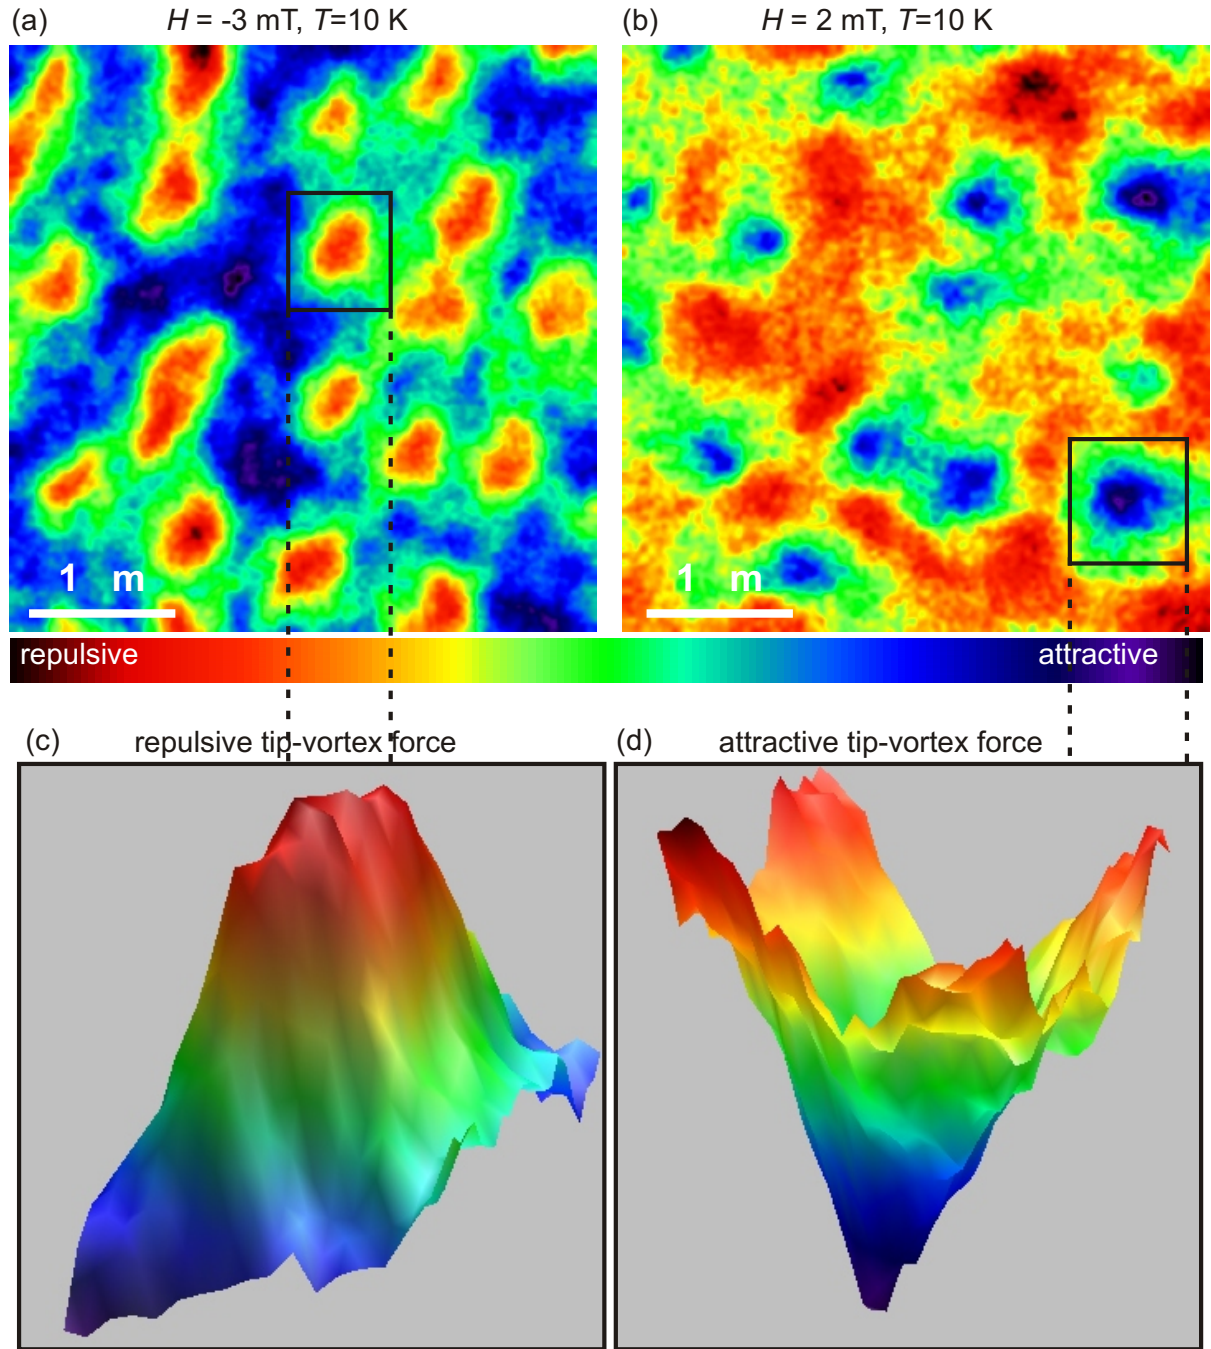 (a) H = -3 mT, T=10 K
(b) H = 2 mT, T=10 K
1 m
1 m
repulsive
attractive
(c) repulsive tip-vortex force
(d) attractive tip-vortex force